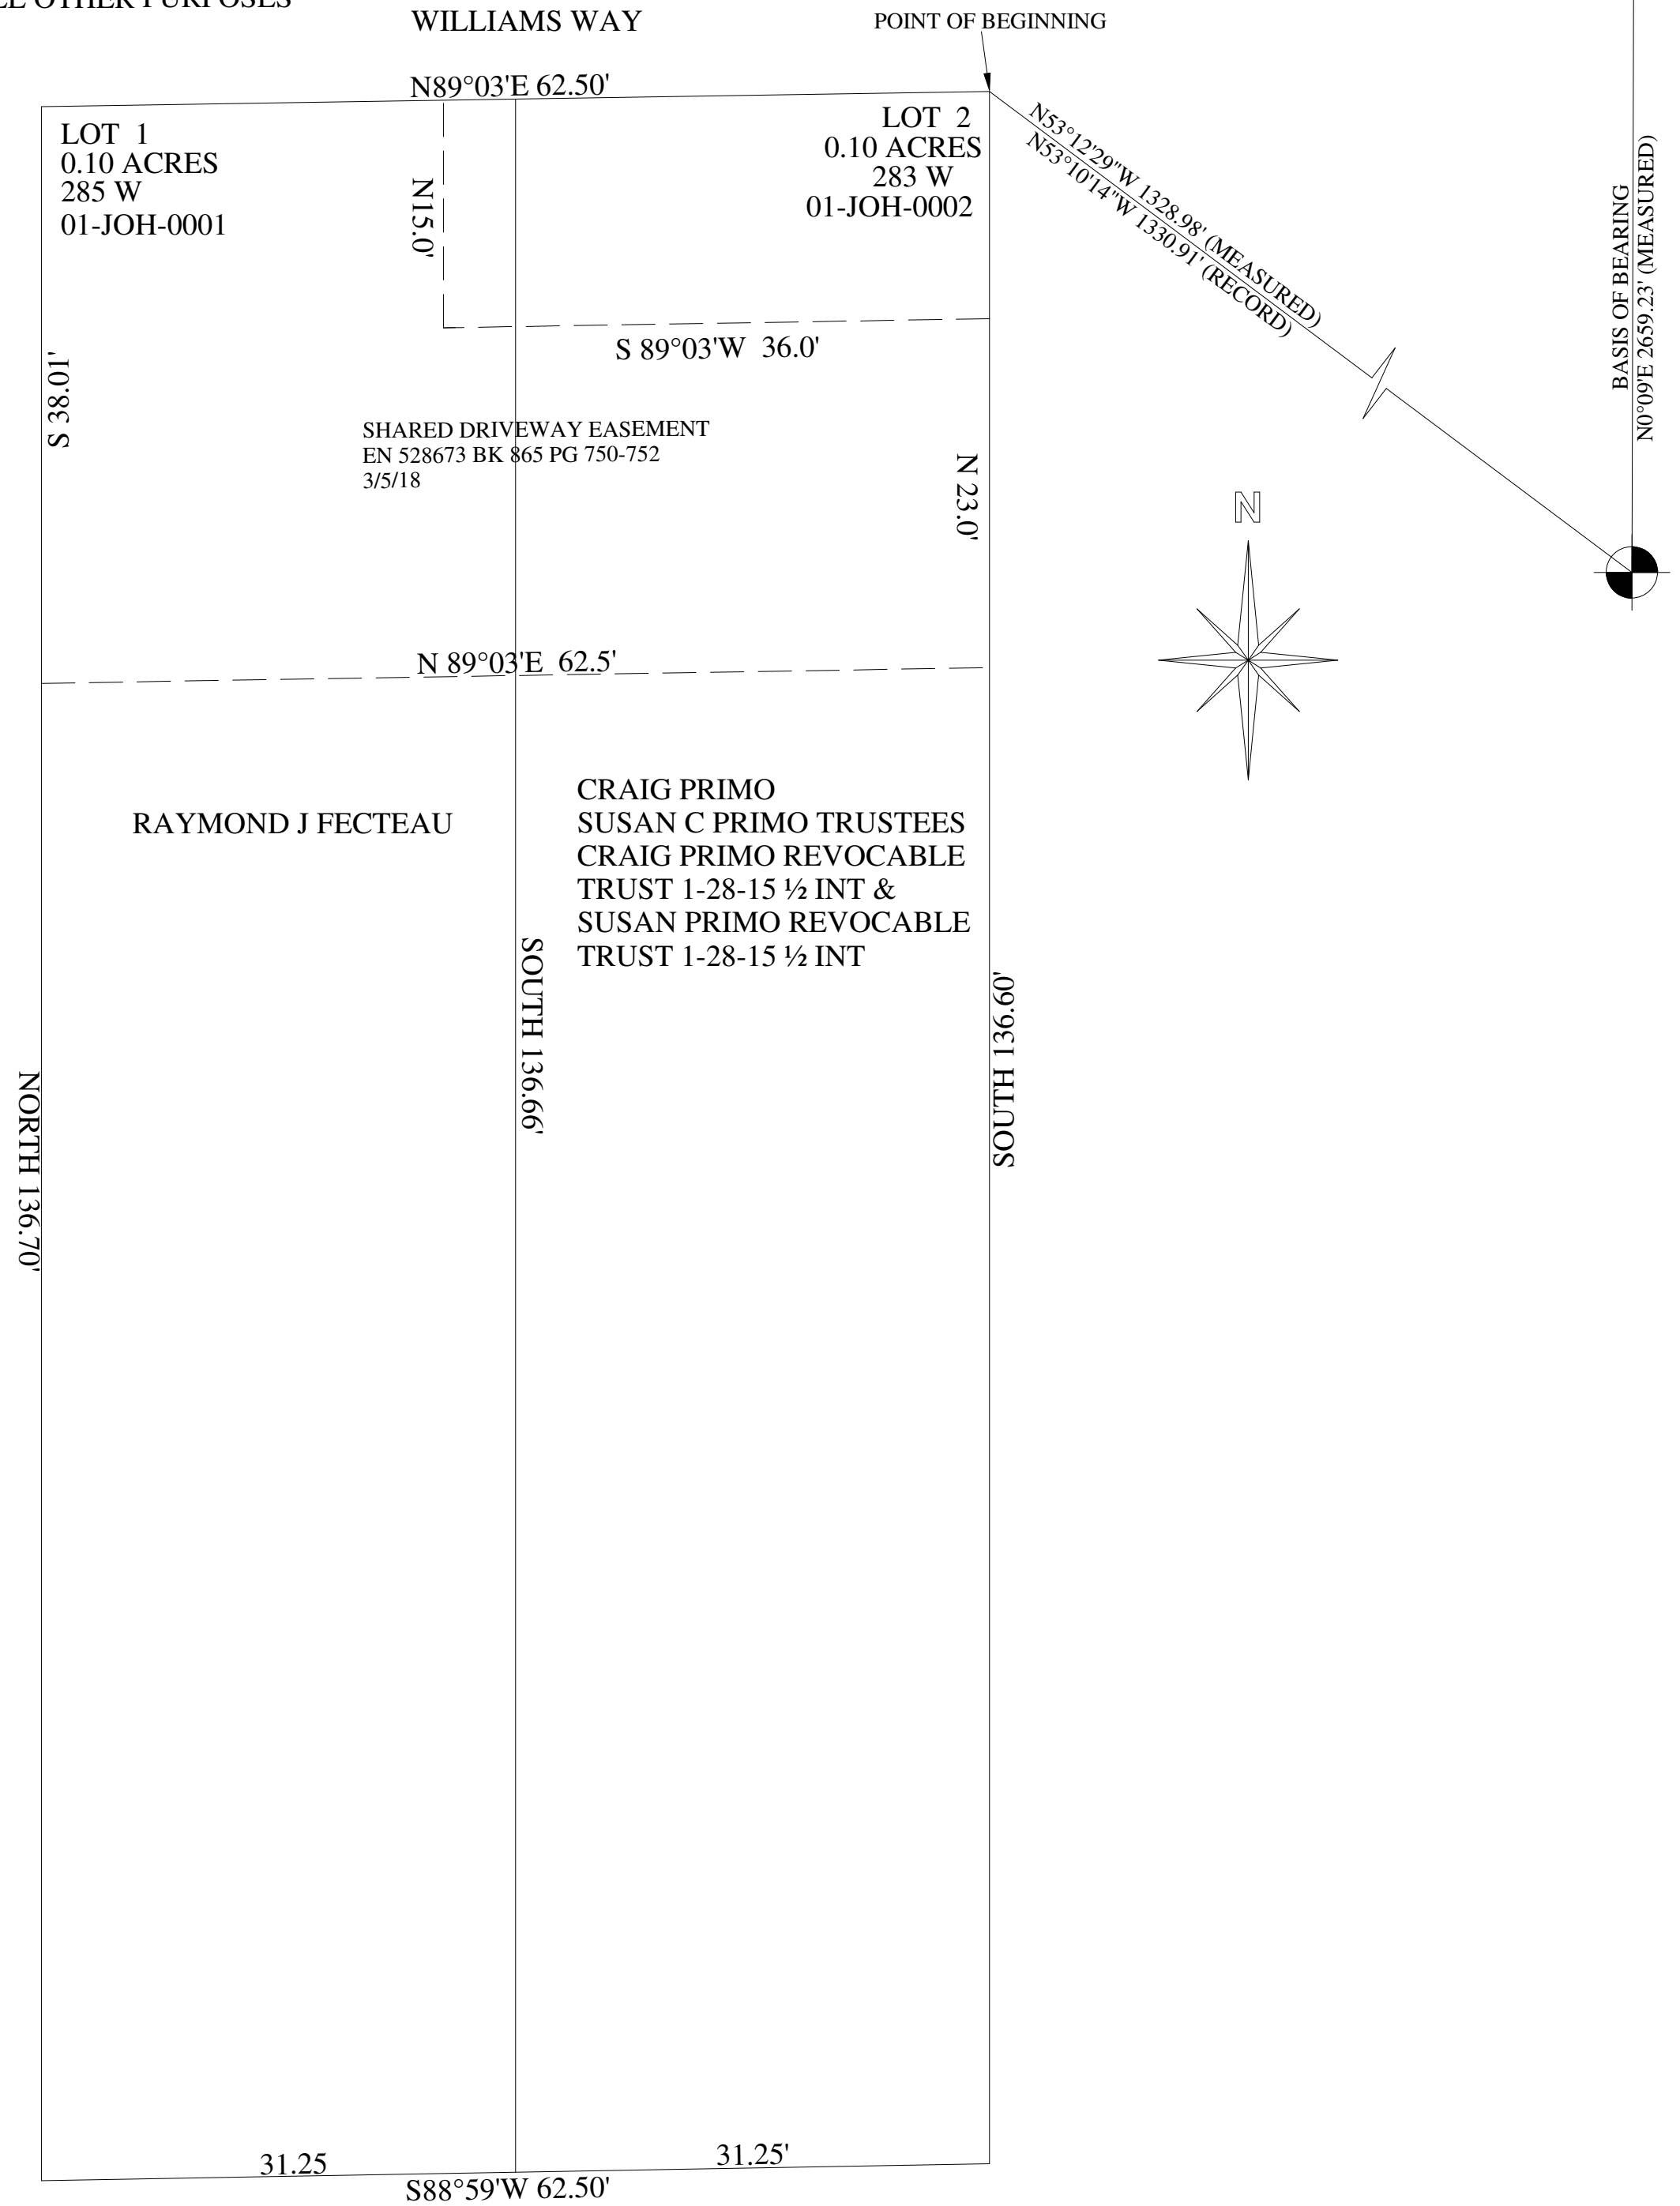 WILLIAMS WAY
POINT OF BEGINNING
N89°03'E 62.50'
LOT 1
0.10 ACRES
285 W
01-JOH-0001
N15.0'
LOT 2
0.10 ACRES
283 W
01-JOH-0002
N53°12'29"W 1328.98' (MEASURED)
N53°10'14"W 1330.91' (RECORD)
BASIS OF BEARING
N0°09'E 2659.23' (MEASURED)
S 89°03'W 36.0'
S 38.01'
SHARED DRIVEWAY EASEMENT
EN 528673 BK 865 PG 750-752
3/5/18
N 23.0'
N
N 89°03'E 62.5'
RAYMOND J FECTEAU
CRAIG PRIMO
SUSAN C PRIMO TRUSTEES
CRAIG PRIMO REVOCABLE
TRUST 1-28-15 ½ INT &
SUSAN PRIMO REVOCABLE
TRUST 1-28-15 ½ INT
SOUTH 136.66'
SOUTH 136.60'
NORTH 136.70'
31.25
31.25'
S88°59'W 62.50'